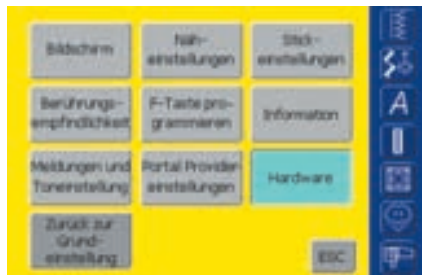 Bildschirm
Näh-
einstellungen
Stick-
einstellungen
Berührungs-
empfindlichkeit
F-Taste pro-
grammieren
Information
Meldungen und
Toneinstellung
Portal Provider-
einstellungen
Hardware
Zurück zur
Grund-
einstellung
ESC
A